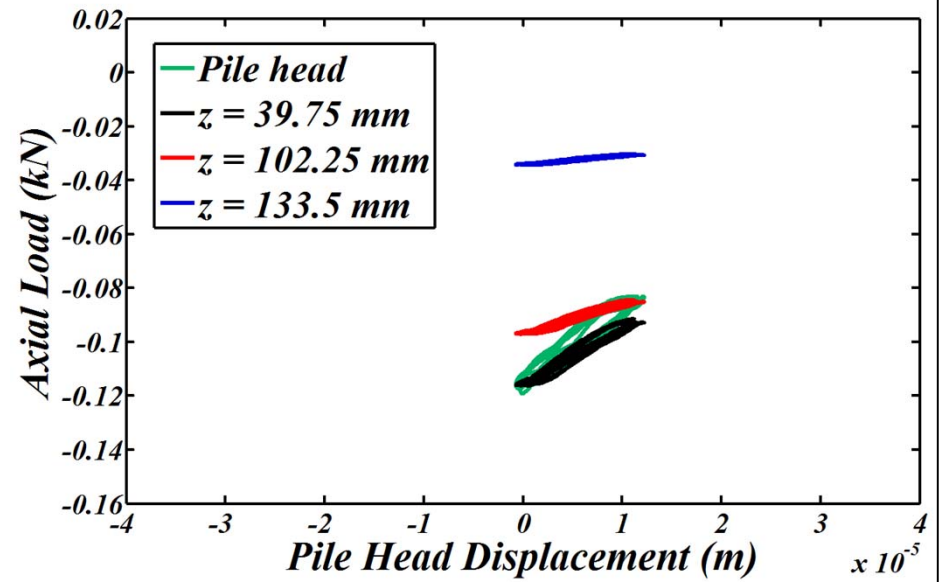 0.02
0
-0.02
-0.04
-0.06
-0.08
-0.1
-0.12
-0.14
-0.16
Axial Load (kN)
Pile head
z = 39.75 mm
z = 102.25 mm
z = 133.5 mm
-4 -3 -2 -1 0 1 2 3 4
Pile Head Displacement (m)
x 10⁻⁵